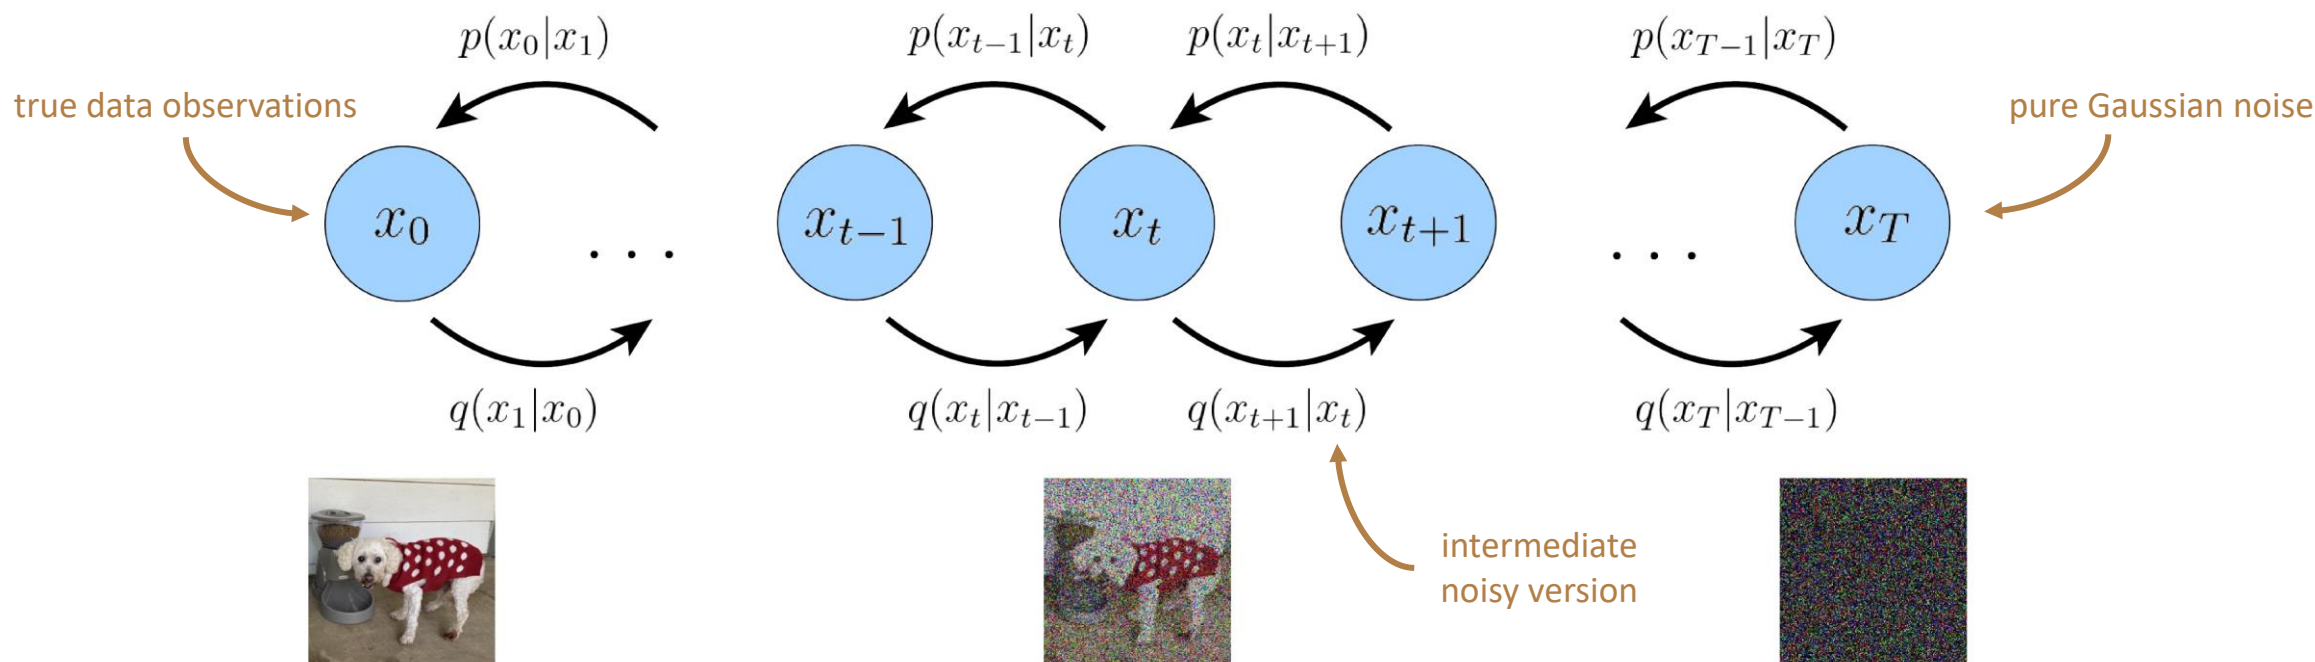 p(x_0|x_1)
p(x_{t-1}|x_t)
p(x_t|x_{t+1})
p(x_{T-1}|x_T)
true data observations
pure Gaussian noise
x_0
. . .
x_{t-1}
x_t
x_{t+1}
. . .
x_T
q(x_1|x_0)
q(x_t|x_{t-1})
q(x_{t+1}|x_t)
q(x_T|x_{T-1})
intermediate
noisy version